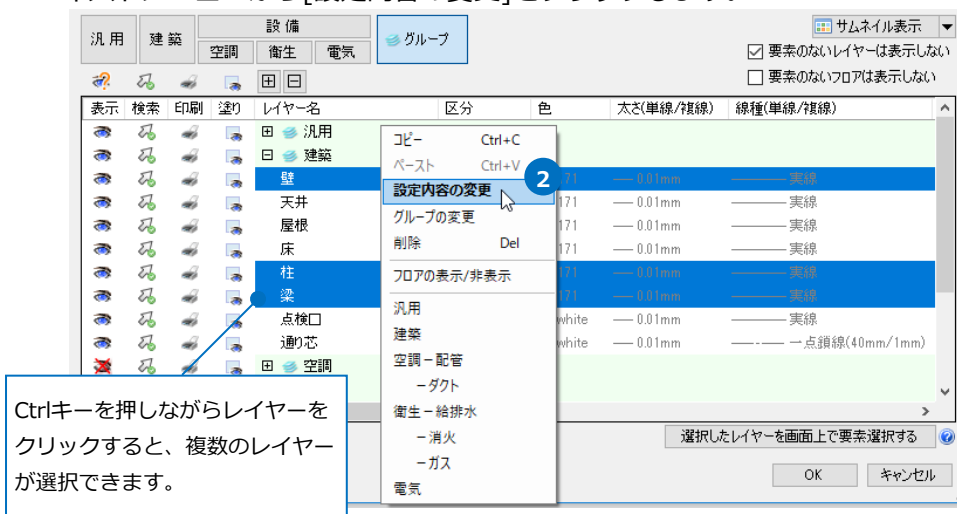 設備
汎用 建築 空調 衛生 電気 グループ
サムネイル表示
要素のないレイヤーは表示しない
要素のないフロアは表示しない
表示 検索 印刷 塗り レイヤー名 区分 色 太さ(単線/複線) 線種(単線/複線)
汎用
建築
壁 171 0.01mm 実線
天井 171 0.01mm 実線
屋根 171 0.01mm 実線
床 171 0.01mm 実線
柱 171 0.01mm 実線
梁 171 0.01mm 実線
点検口 white 0.01mm 実線
通り芯 white 0.01mm 一点鎖線(40mm/1mm)
空調
コピー Ctrl+C
ペースト Ctrl+V
設定内容の変更
2
グループの変更
削除 Del
フロアの表示/非表示
汎用
建築
空調－配管
－ダクト
衛生－給排水
－消火
－ガス
電気
Ctrlキーを押しながらレイヤーを
クリックすると、複数のレイヤー
が選択できます。
選択したレイヤーを画面上で要素選択する
OK キャンセル